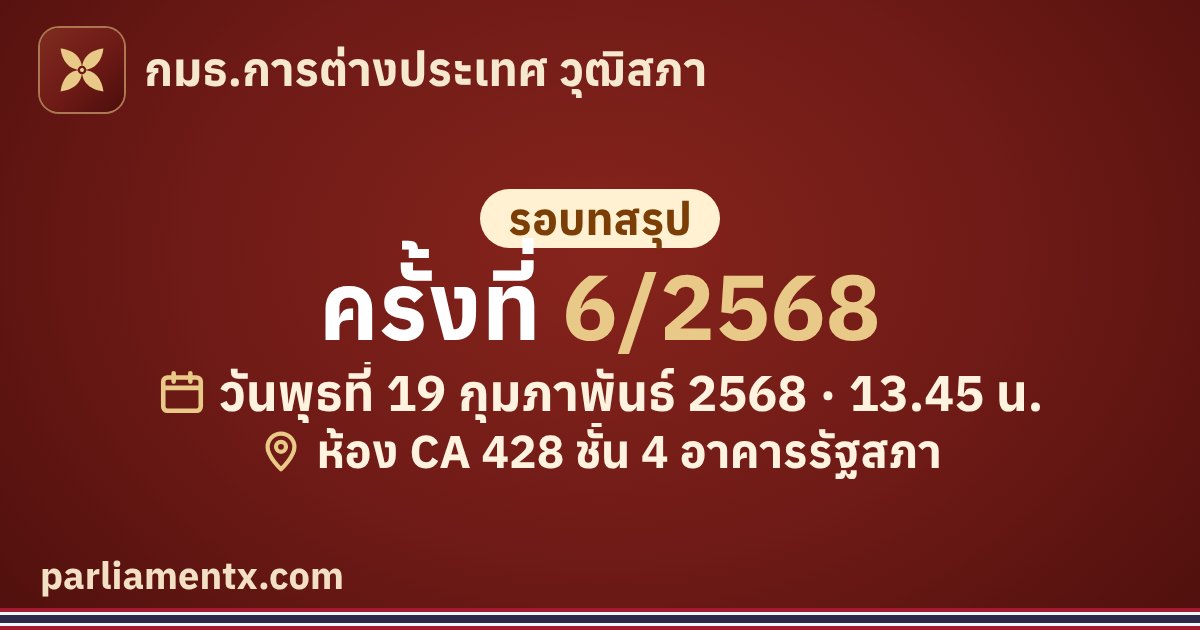 กมธ.การต่างประเทศ วุฒิสภา
รอบทสรุป
ครั้งที่ 6/2568
วันพุธที่ 19 กุมภาพันธ์ 2568 · 13.45 น.
ห้อง CA 428 ชั้น 4 อาคารรัฐสภา
parliamentx.com